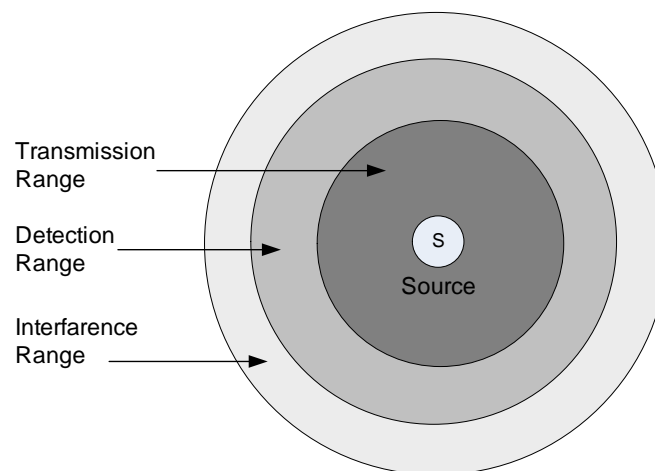 Transmission
Range
Detection
Range
Interfarence
Range
S
Source